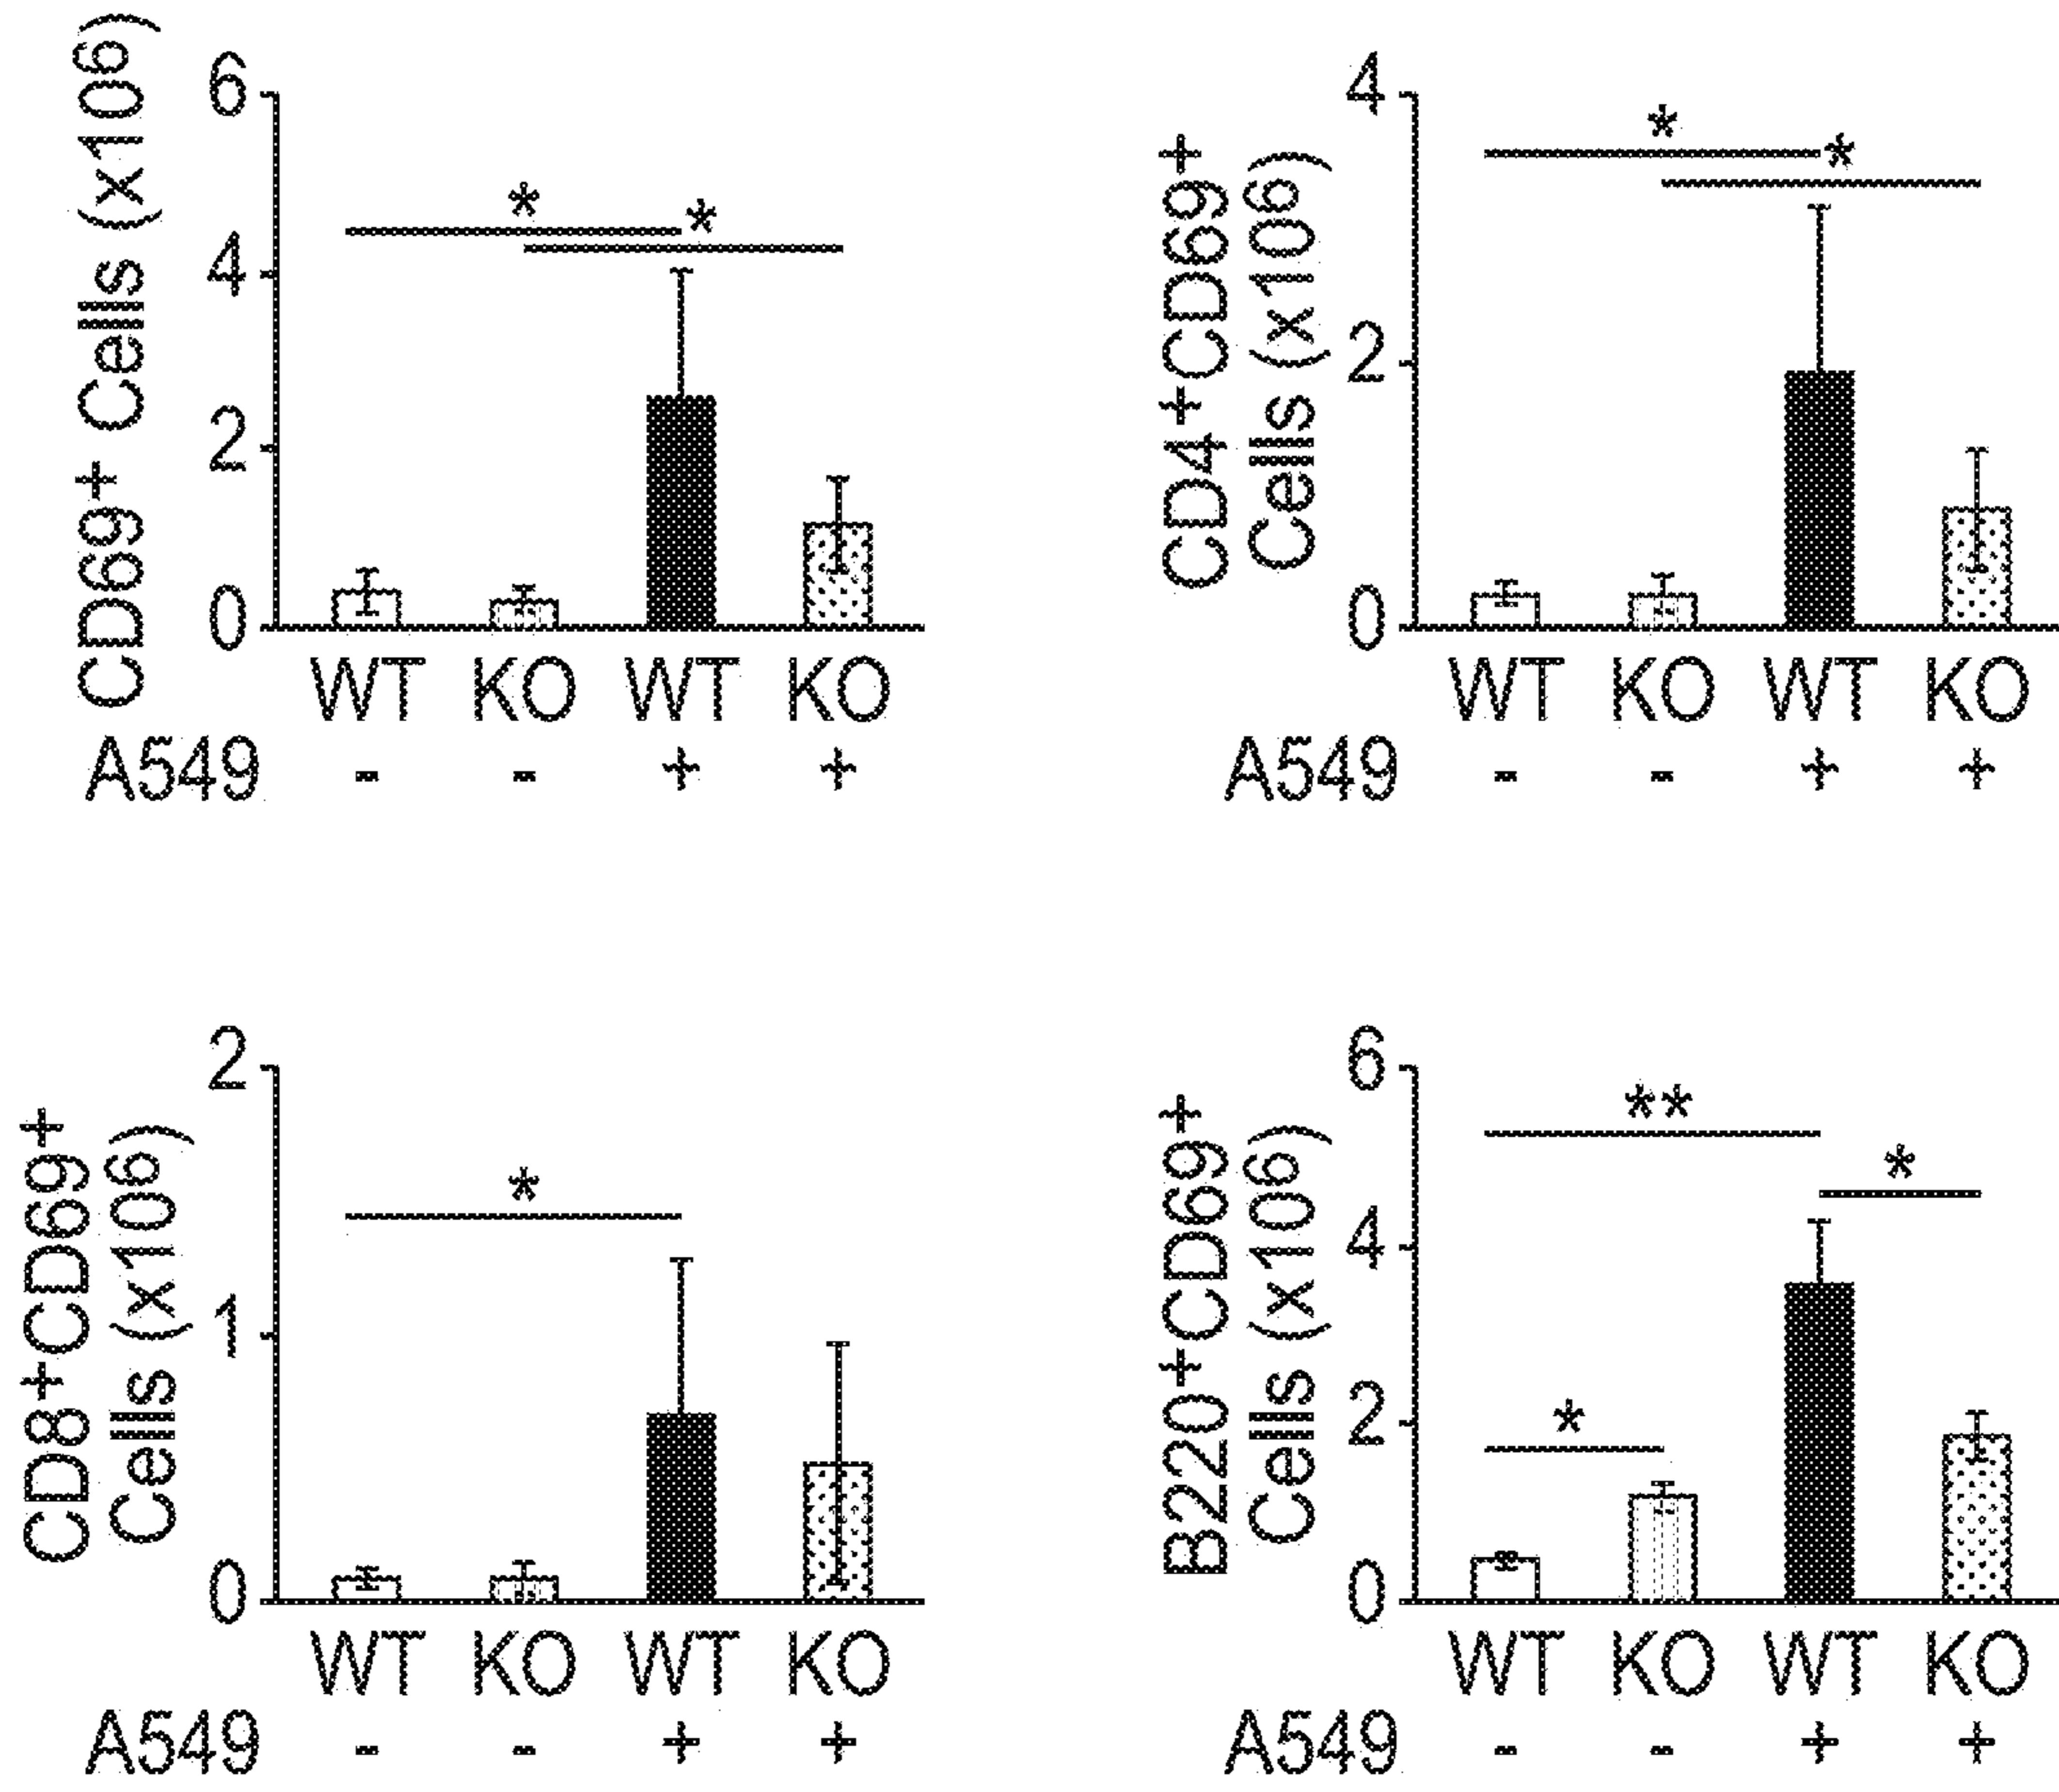 CD69+ Cells (x106)
6
4
2
0
* *
WT KO WT KO
A549 - - + +
CD4+CD69+
Cells (x106)
4
2
0
* *
WT KO WT KO
A549 - - + +
CD8+CD69+
Cells (x106)
2
1
0
*
WT KO WT KO
A549 - - + +
B220+CD69+
Cells (x106)
6
4
2
0
**
*
*
WT KO WT KO
A549 - - + +